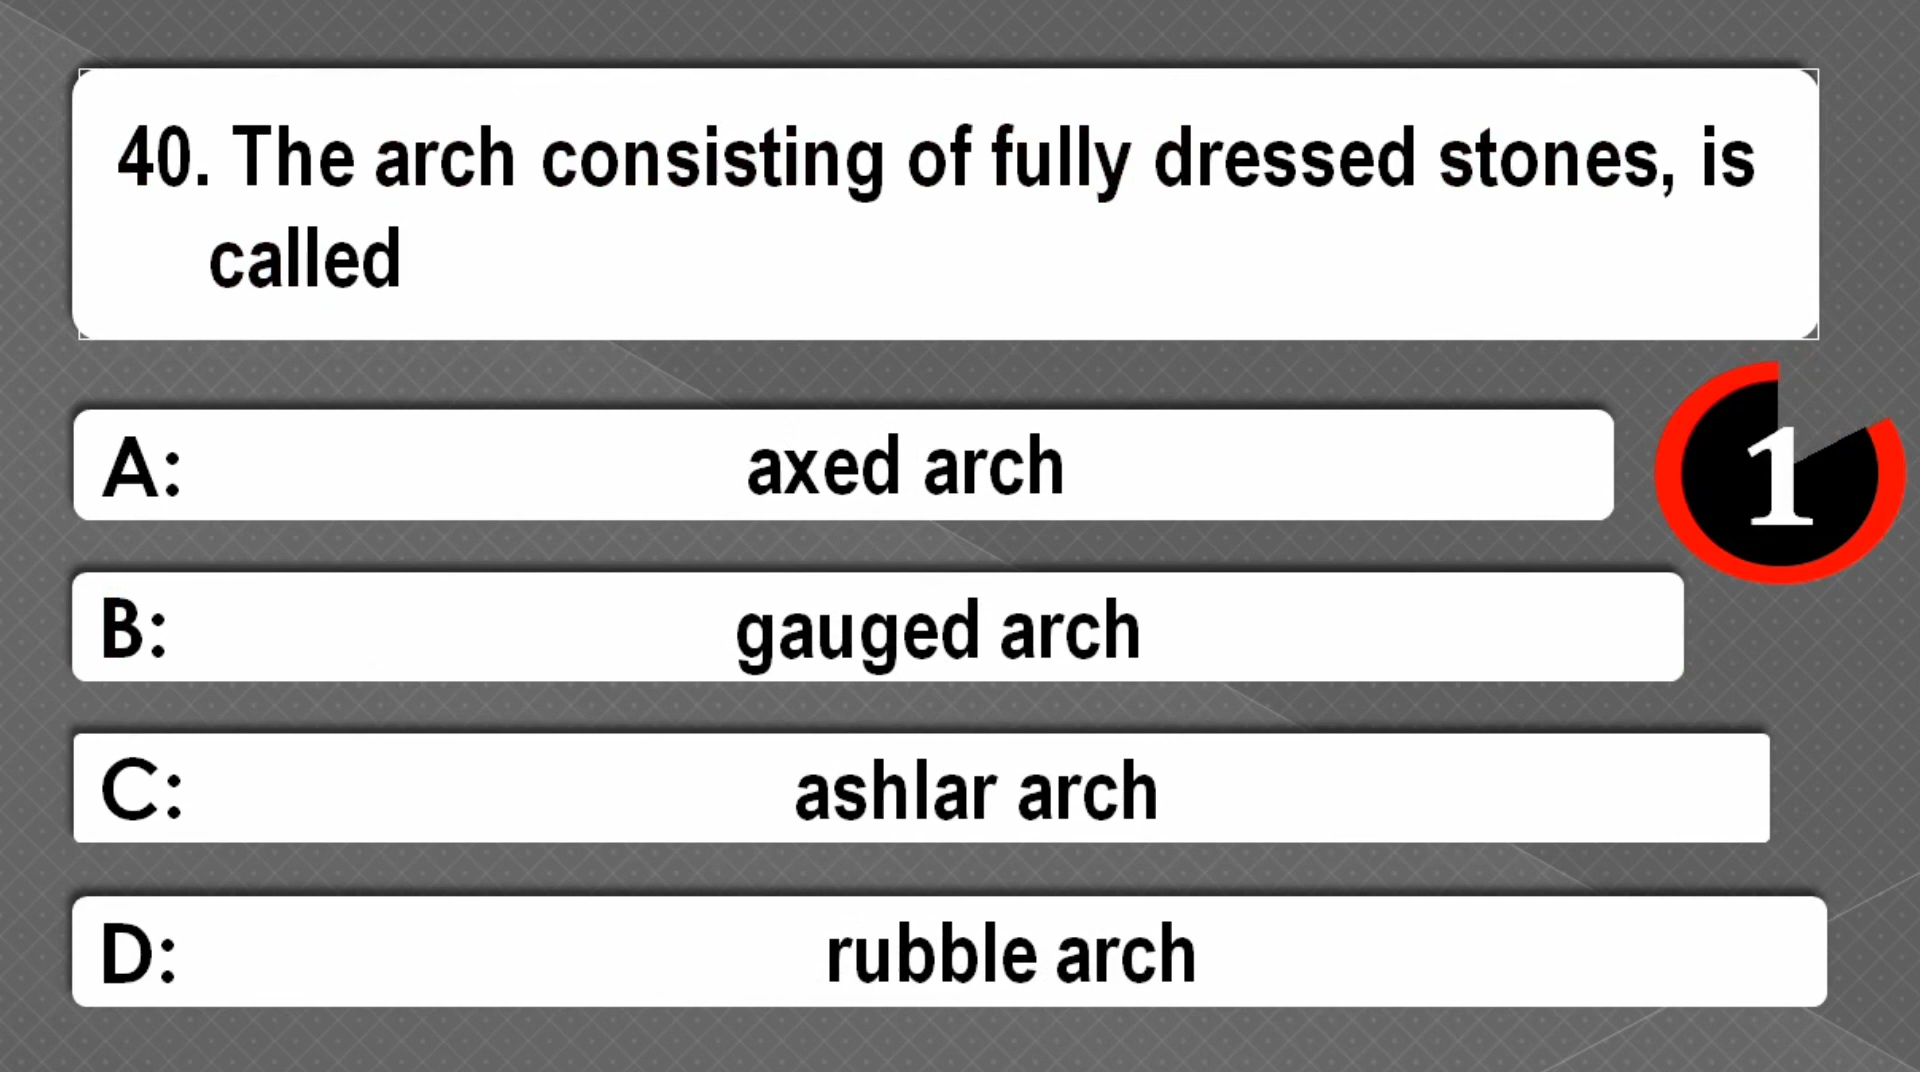 40. The arch consisting of fully dressed stones, is
called
A: axed arch
1
B: gauged arch
C: ashlar arch
D: rubble arch